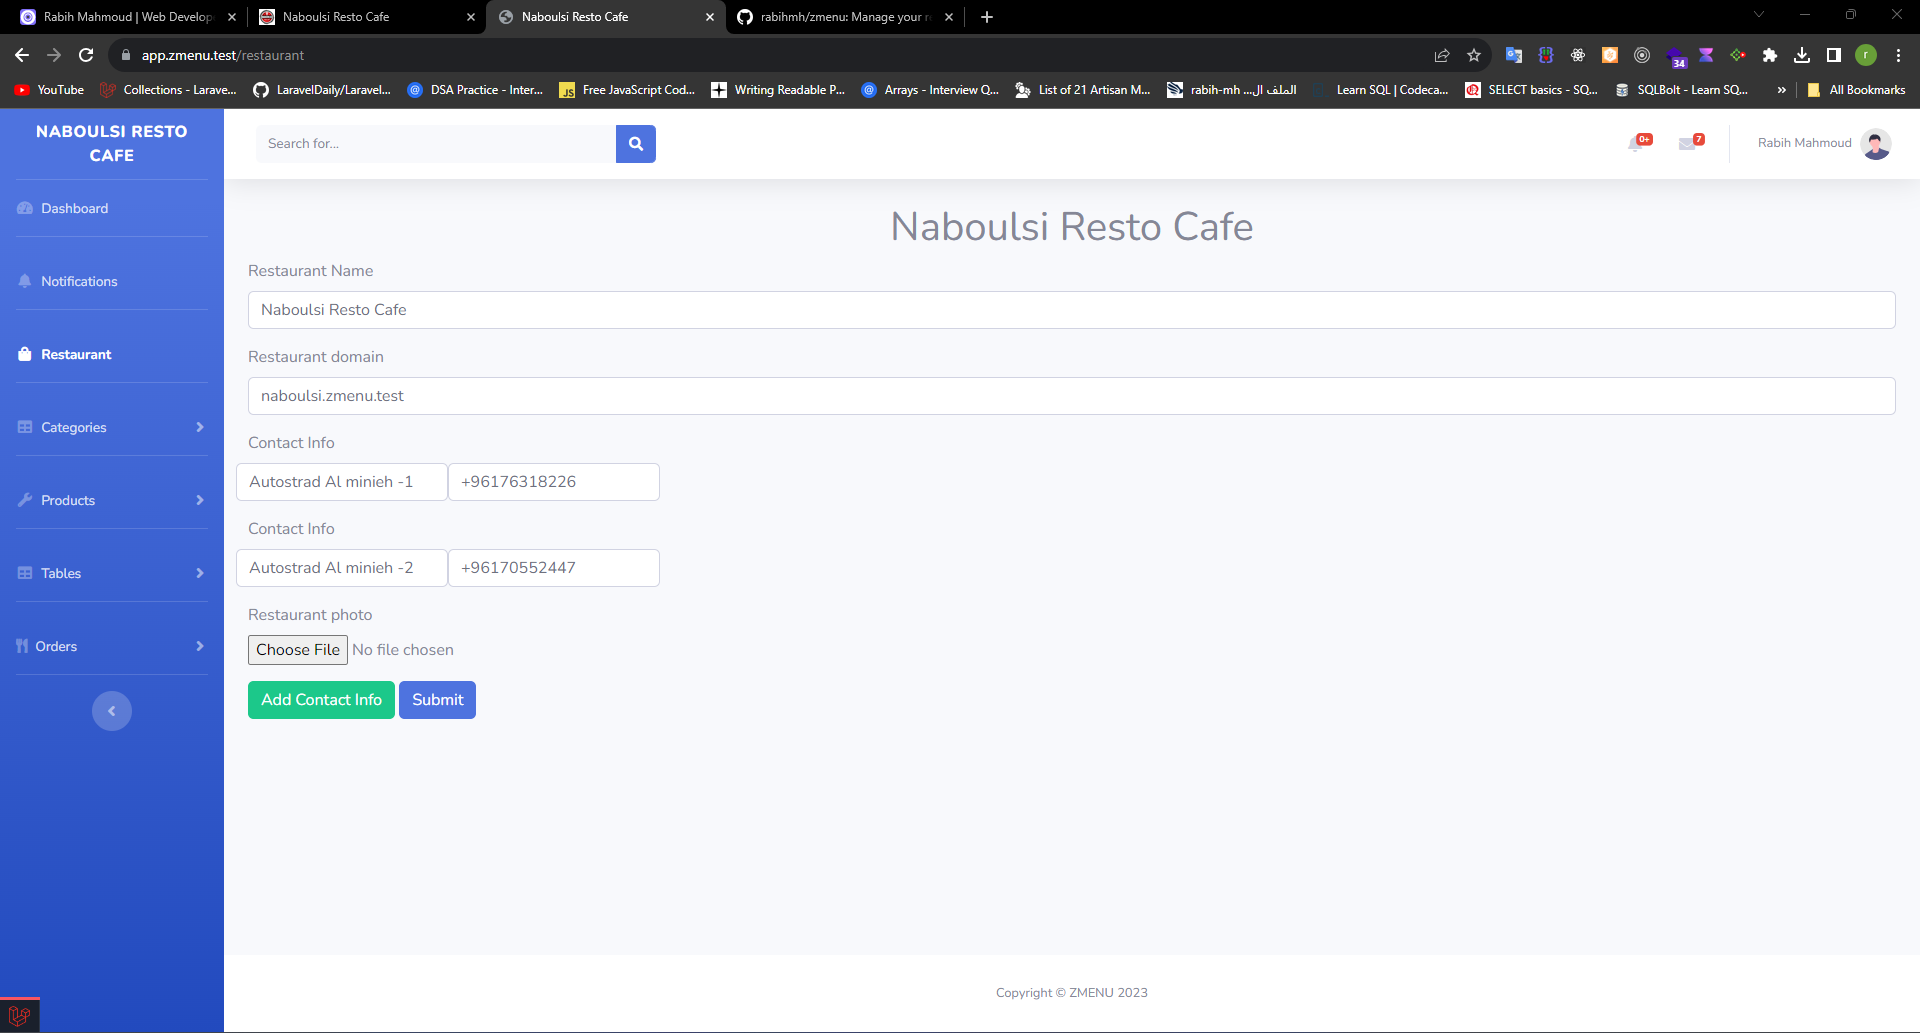 Rabih Mahmoud | Web Develop
Naboulsi Resto Cafe
Naboulsi Resto Cafe
rabihmh/zmenu: Manage your r
app.zmenu.test/restaurant
34
r
YouTube
Collections - Larave...
LaravelDaily/Laravel...
DSA Practice - Inter...
JS
Free JavaScript Cod...
Writing Readable P...
Arrays - Interview Q...
List of 21 Artisan M...
rabih-mh ...الملف ال
Learn SQL | Codeca...
SELECT basics - SQ...
SQLBolt - Learn SQ...
»
All Bookmarks
NABOULSI RESTO
CAFE
Search for...
0+
7
Rabih Mahmoud
Dashboard
Notifications
Restaurant
Categories
Products
Tables
Orders
Naboulsi Resto Cafe
Restaurant Name
Naboulsi Resto Cafe
Restaurant domain
naboulsi.zmenu.test
Contact Info
Autostrad Al minieh -1
+96176318226
Contact Info
Autostrad Al minieh -2
+96170552447
Restaurant photo
Choose File No file chosen
Add Contact Info
Submit
Copyright © ZMENU 2023